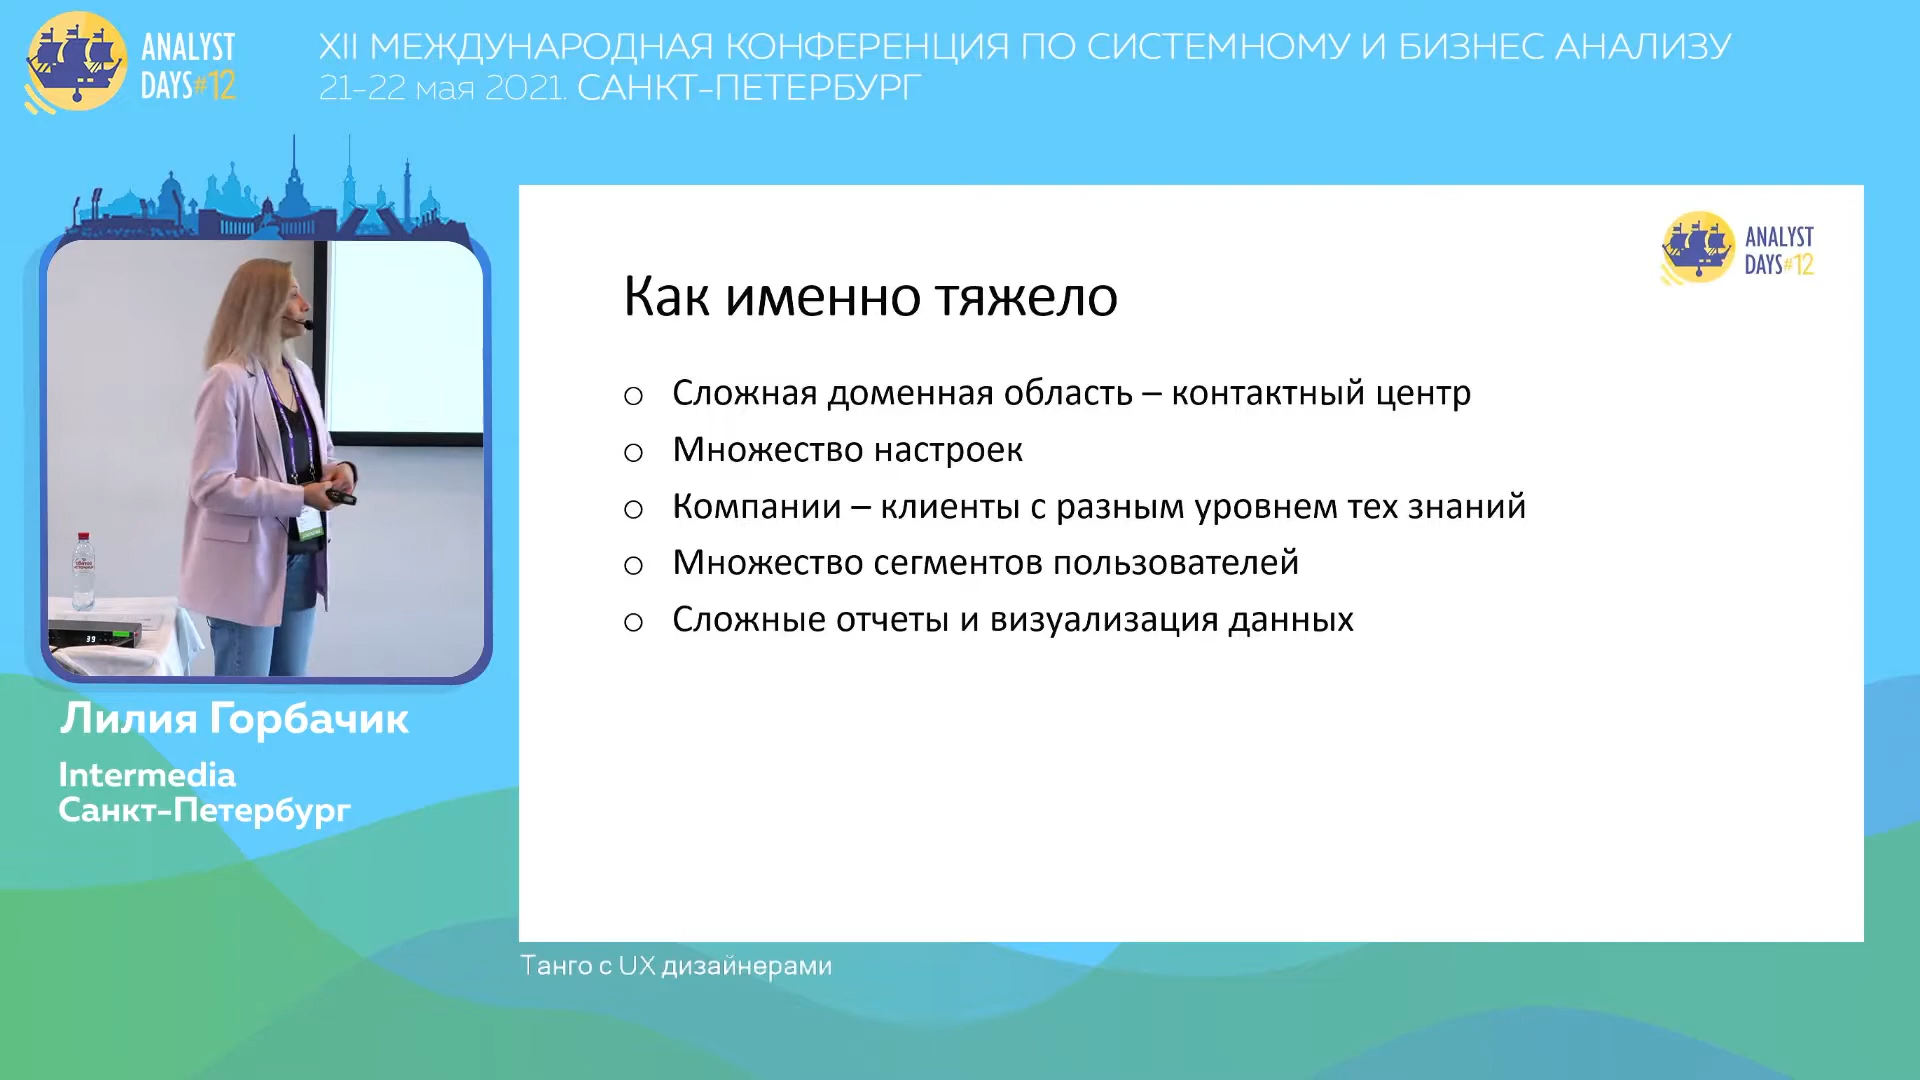 ANALYST
DAYS#12
XII МЕЖДУНАРОДНАЯ КОНФЕРЕНЦИЯ ПО СИСТЕМНОМУ И БИЗНЕС АНАЛИЗУ
21-22 мая 2021. САНКТ-ПЕТЕРБУРГ
ANALYST
DAYS#12
Как именно тяжело
Сложная доменная область – контактный центр
Множество настроек
Компании – клиенты с разным уровнем тех знаний
Множество сегментов пользователей
Сложные отчеты и визуализация данных
39
Лилия Горбачик
Intermedia
Санкт-Петербург
Танго с UX дизайнерами